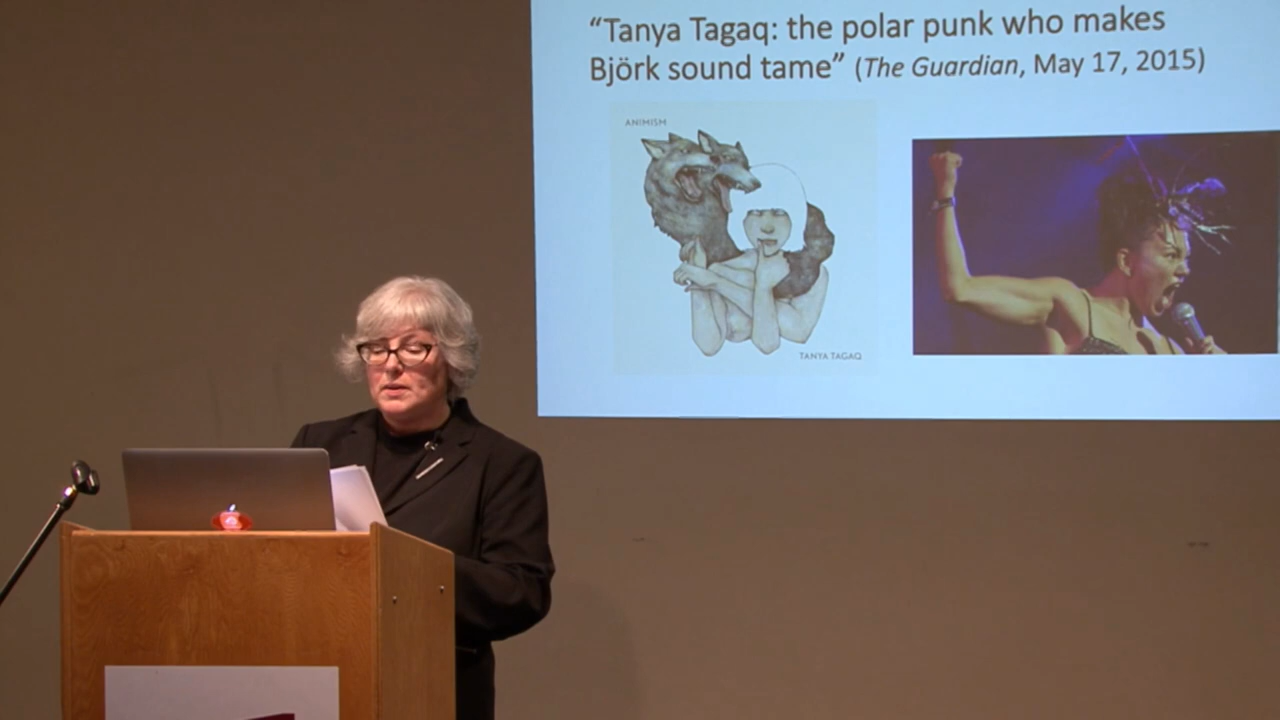 “Tanya Tagaq: the polar punk who makes
Björk sound tame” (The Guardian, May 17, 2015)
ANIMISM
TANYA TAGAQ